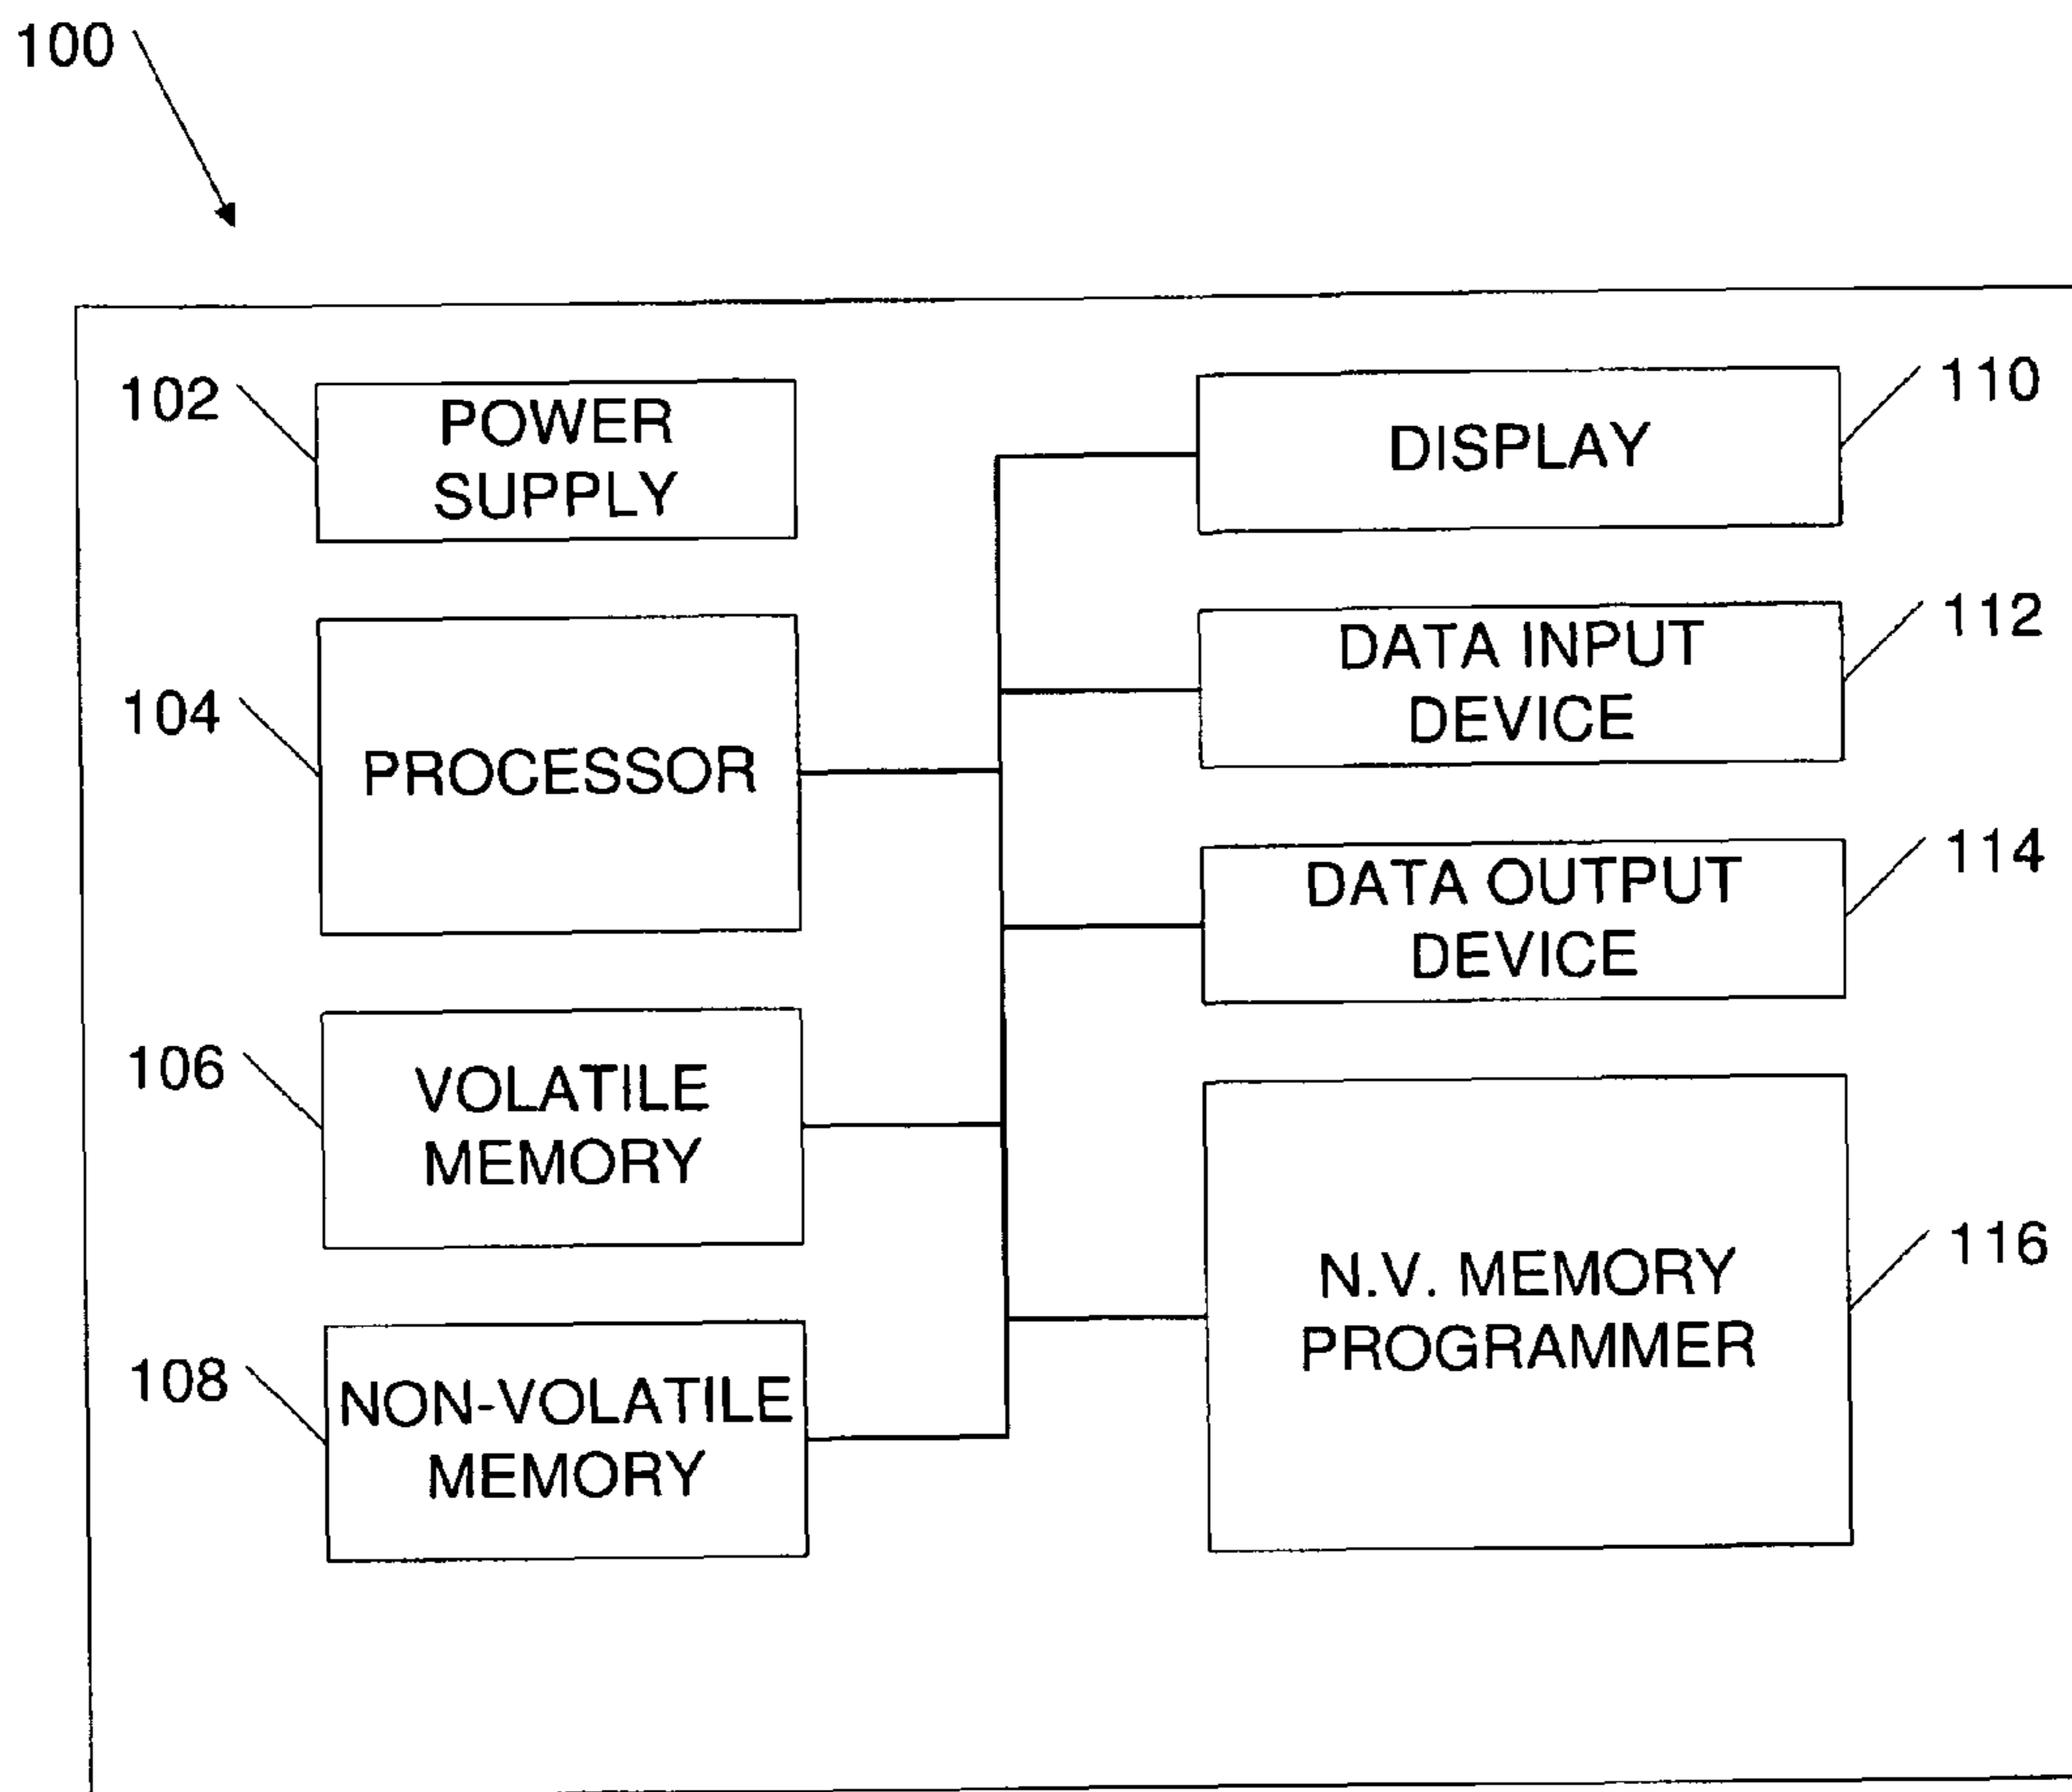 100
102
POWER
SUPPLY
104
PROCESSOR
106
VOLATILE
MEMORY
108
NON-VOLATILE
MEMORY
110
DISPLAY
112
DATA INPUT
DEVICE
114
DATA OUTPUT
DEVICE
116
N.V. MEMORY
PROGRAMMER